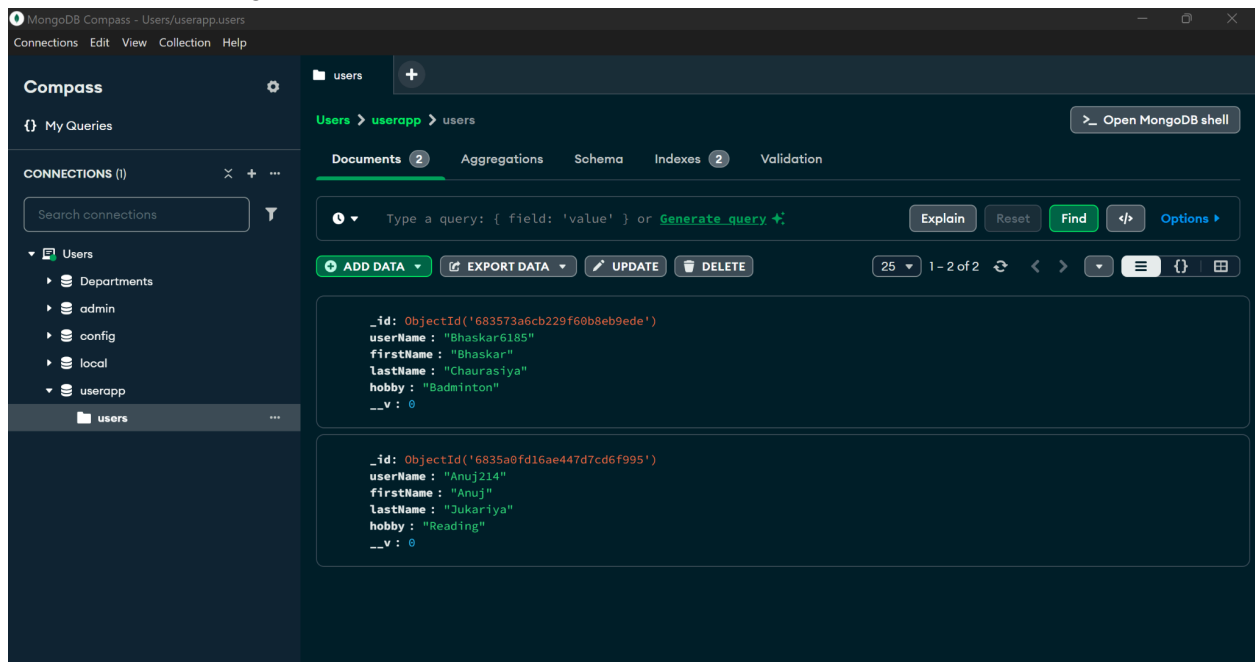 MongoDB Compass - Users/userapp.users
Connections Edit View Collection Help
Compass
{} My Queries
CONNECTIONS (1)
Search connections
Users
Departments
admin
config
local
userapp
users
users
Users > userapp > users
>_ Open MongoDB shell
Documents 2 Aggregations Schema Indexes 2 Validation
Type a query: { field: 'value' } or Generate query
Explain Reset Find </> Options
ADD DATA EXPORT DATA UPDATE DELETE
25 1 – 2 of 2 {}
_id: ObjectId('683573a6cb229f60b8eb9ede')
userName : "Bhaskar6185"
firstName : "Bhaskar"
lastName : "Chaurasiya"
hobby : "Badminton"
__v : 0
_id: ObjectId('6835a0fd16ae447d7cd6f995')
userName : "Anuj214"
firstName : "Anuj"
lastName : "Jukariya"
hobby : "Reading"
__v : 0